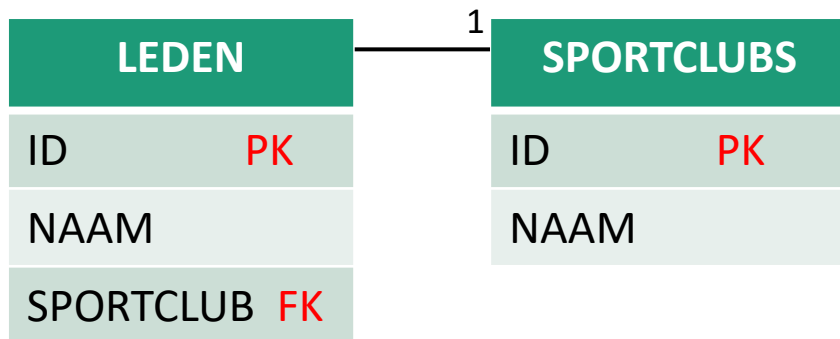 1
LEDEN
ID PK
NAAM
SPORTCLUB FK
SPORTCLUBS
ID PK
NAAM